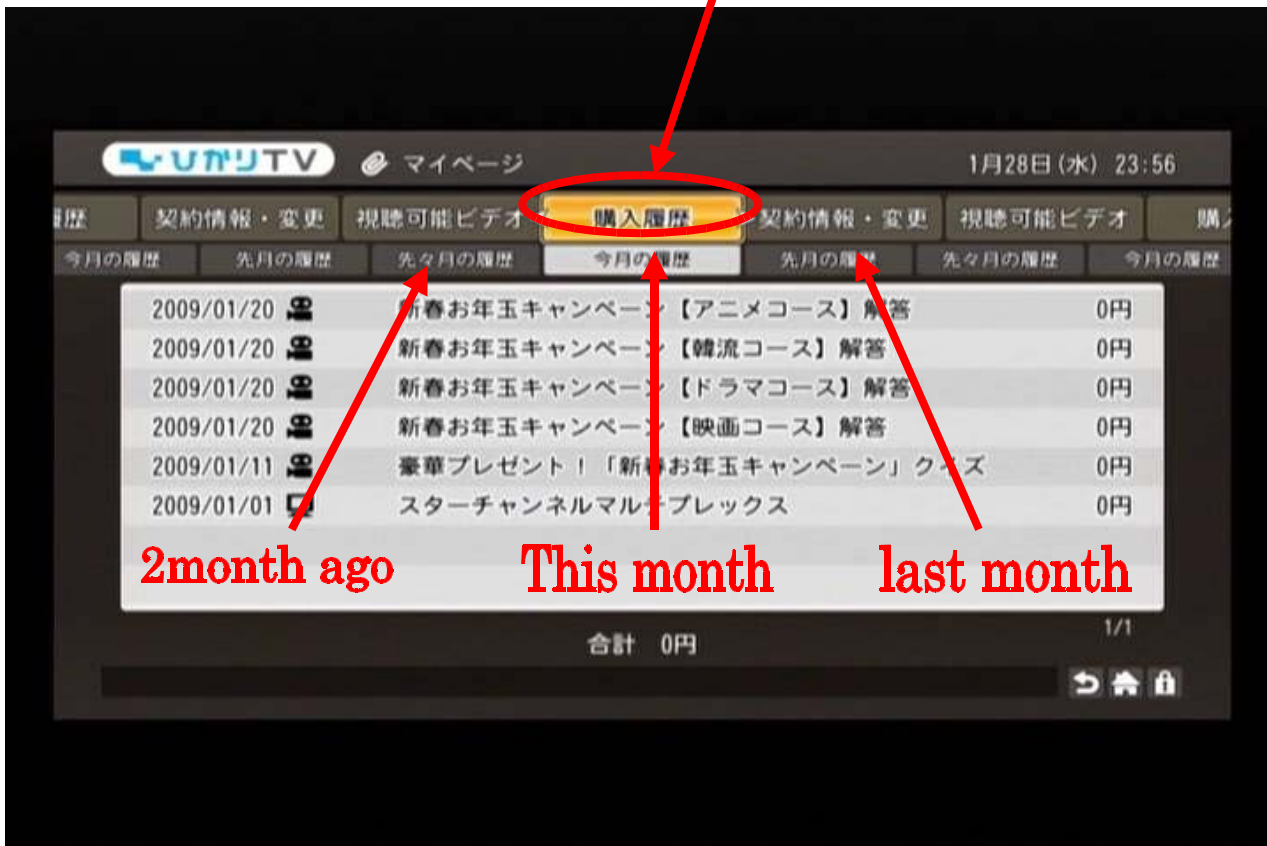 ひかりTV マイページ 1月28日(水) 23:56
履歴 契約情報・変更 視聴可能ビデオ 購入履歴 契約情報・変更 視聴可能ビデオ 購入
今月の履歴 先月の履歴 先々月の履歴 今月の履歴 先月の履歴 先々月の履歴 今月の履歴
2009/01/20 新春お年玉キャンペーン【アニメコース】解答 0円
2009/01/20 新春お年玉キャンペーン【韓流コース】解答 0円
2009/01/20 新春お年玉キャンペーン【ドラマコース】解答 0円
2009/01/20 新春お年玉キャンペーン【映画コース】解答 0円
2009/01/11 豪華プレゼント!「新春お年玉キャンペーン」クイズ 0円
2009/01/01 スターチャンネルマルチプレックス 0円
2month ago This month last month
1/1
合計 0円